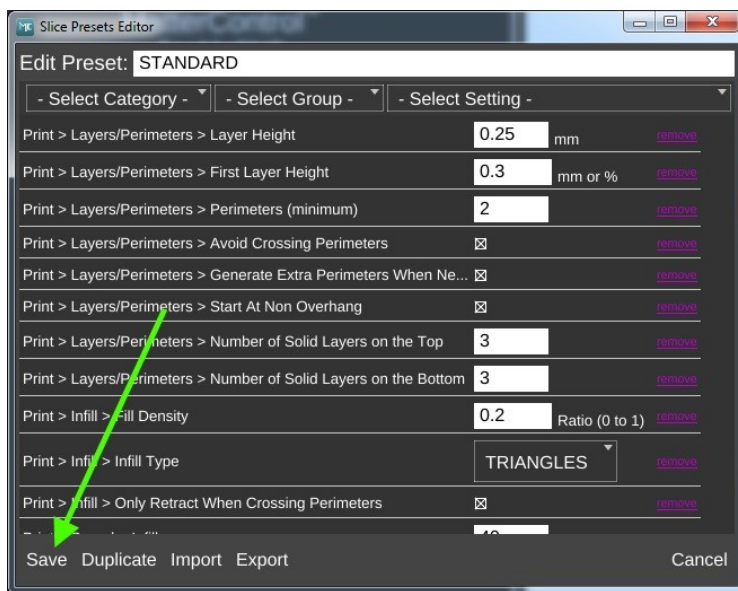 MC Slice Presets Editor
Edit Preset: STANDARD
- Select Category - - Select Group - - Select Setting -
Print > Layers/Perimeters > Layer Height 0.25 mm remove
Print > Layers/Perimeters > First Layer Height 0.3 mm or % remove
Print > Layers/Perimeters > Perimeters (minimum) 2 remove
Print > Layers/Perimeters > Avoid Crossing Perimeters remove
Print > Layers/Perimeters > Generate Extra Perimeters When Ne... remove
Print > Layers/Perimeters > Start At Non Overhang remove
Print > Layers/Perimeters > Number of Solid Layers on the Top 3 remove
Print > Layers/Perimeters > Number of Solid Layers on the Bottom 3 remove
Print > Infill > Fill Density 0.2 Ratio (0 to 1) remove
Print > Infill > Infill Type TRIANGLES remove
Print > Infill > Only Retract When Crossing Perimeters remove
Save Duplicate Import Export Cancel